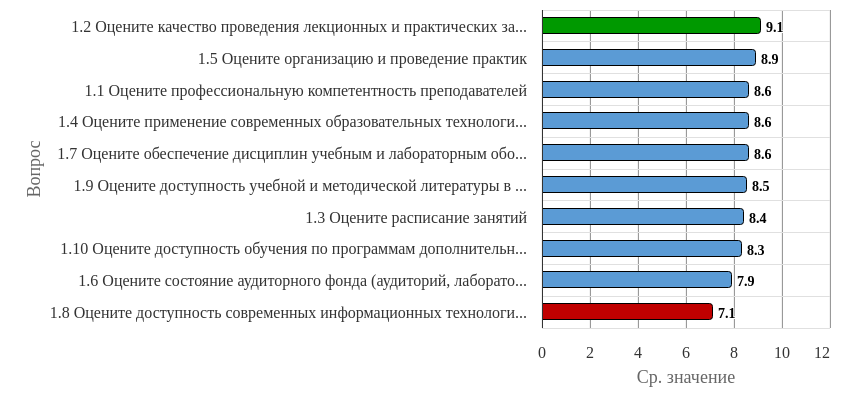 1.2 Оцените качество проведения лекционных и практических за... 9.1
1.5 Оцените организацию и проведение практик 8.9
1.1 Оцените профессиональную компетентность преподавателей 8.6
1.4 Оцените применение современных образовательных технологи... 8.6
1.7 Оцените обеспечение дисциплин учебным и лабораторным обо... 8.6
1.9 Оцените доступность учебной и методической литературы в ... 8.5
1.3 Оцените расписание занятий 8.4
1.10 Оцените доступность обучения по программам дополнительн... 8.3
1.6 Оцените состояние аудиторного фонда (аудиторий, лаборато... 7.9
1.8 Оцените доступность современных информационных технологи... 7.1
Вопрос
0 2 4 6 8 10 12
Ср. значение